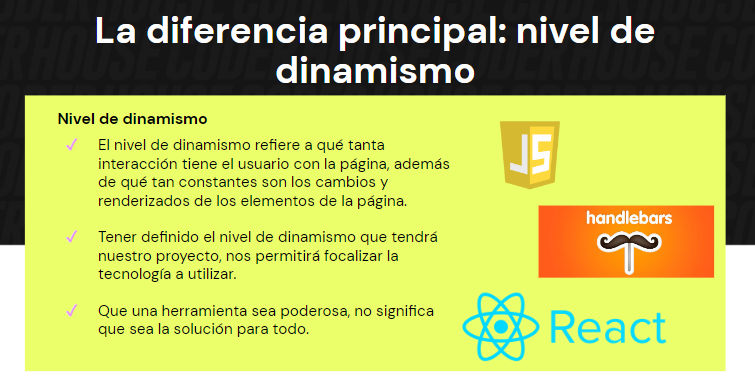 La diferencia principal: nivel de
dinamismo
Nivel de dinamismo
✓ El nivel de dinamismo refiere a qué tanta
interacción tiene el usuario con la página, además
de qué tan constantes son los cambios y
renderizados de los elementos de la página.
✓ Tener definido el nivel de dinamismo que tendrá
nuestro proyecto, nos permitirá focalizar la
tecnología a utilizar.
✓ Que una herramienta sea poderosa, no significa
que sea la solución para todo.
JS
handlebars
React